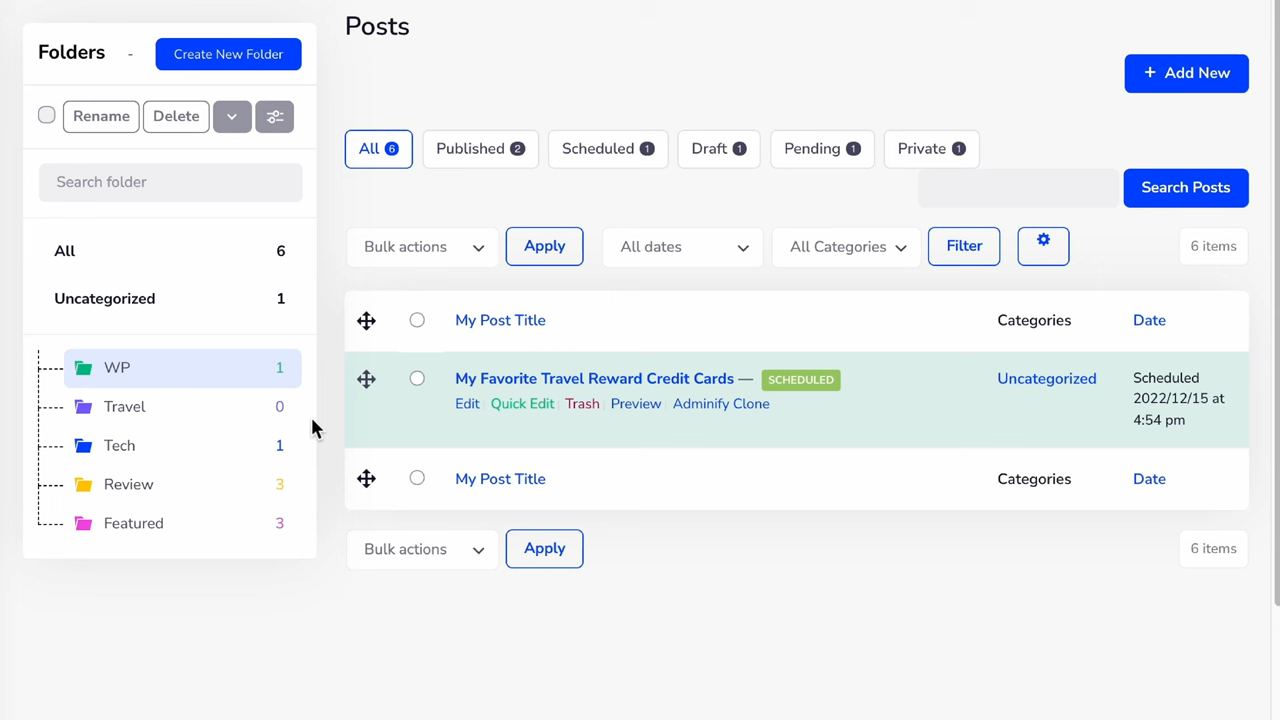 Posts
Folders - Create New Folder
+ Add New
Rename Delete
All 6 Published 2 Scheduled 1 Draft 1 Pending 1 Private 1
Search folder
Search Posts
Bulk actions Apply All dates All Categories Filter 6 items
All 6
Uncategorized 1
My Post Title Categories Date
WP 1
Travel 0
Tech 1
Review 3
Featured 3
My Favorite Travel Reward Credit Cards — SCHEDULED Uncategorized Scheduled
2022/12/15 at
4:54 pm
Edit Quick Edit Trash Preview Adminify Clone
My Post Title Categories Date
Bulk actions Apply 6 items